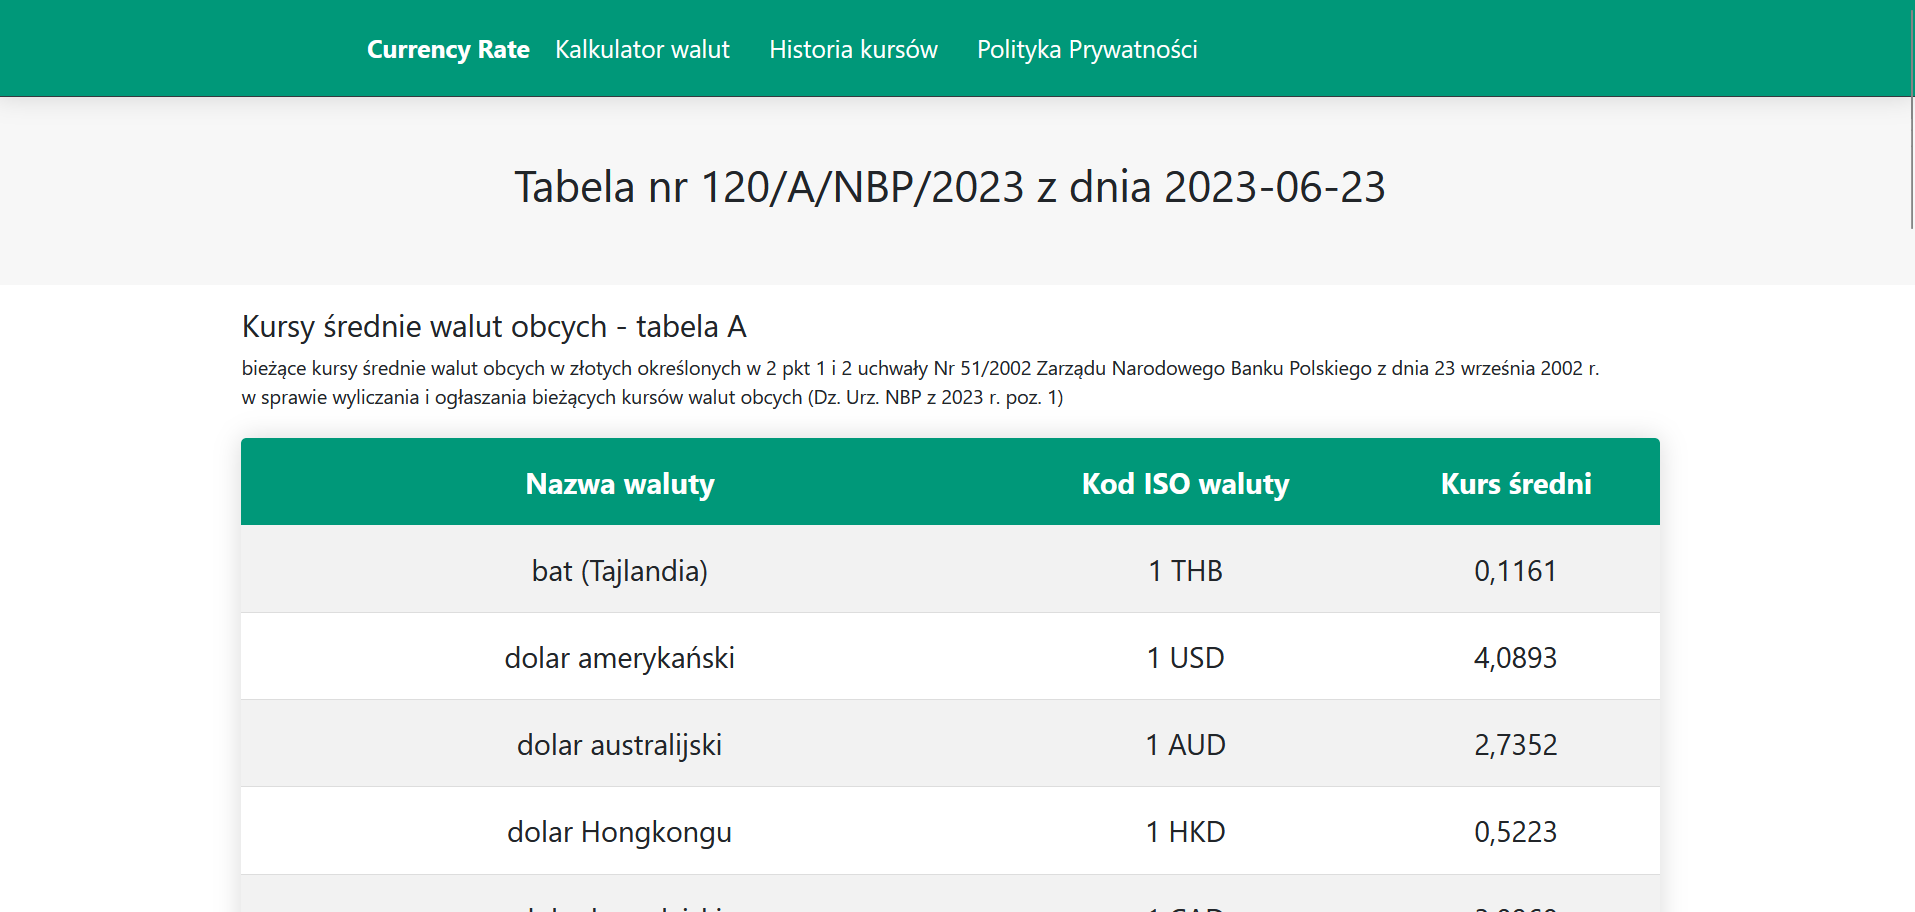 Currency Rate Kalkulator walut Historia kursów Polityka Prywatności
Tabela nr 120/A/NBP/2023 z dnia 2023-06-23
Kursy średnie walut obcych - tabela A
bieżące kursy średnie walut obcych w złotych określonych w 2 pkt 1 i 2 uchwały Nr 51/2002 Zarządu Narodowego Banku Polskiego z dnia 23 września 2002 r.
w sprawie wyliczania i ogłaszania bieżących kursów walut obcych (Dz. Urz. NBP z 2023 r. poz. 1)
Nazwa waluty Kod ISO waluty Kurs średni
bat (Tajlandia) 1 THB 0,1161
dolar amerykański 1 USD 4,0893
dolar australijski 1 AUD 2,7352
dolar Hongkongu 1 HKD 0,5223